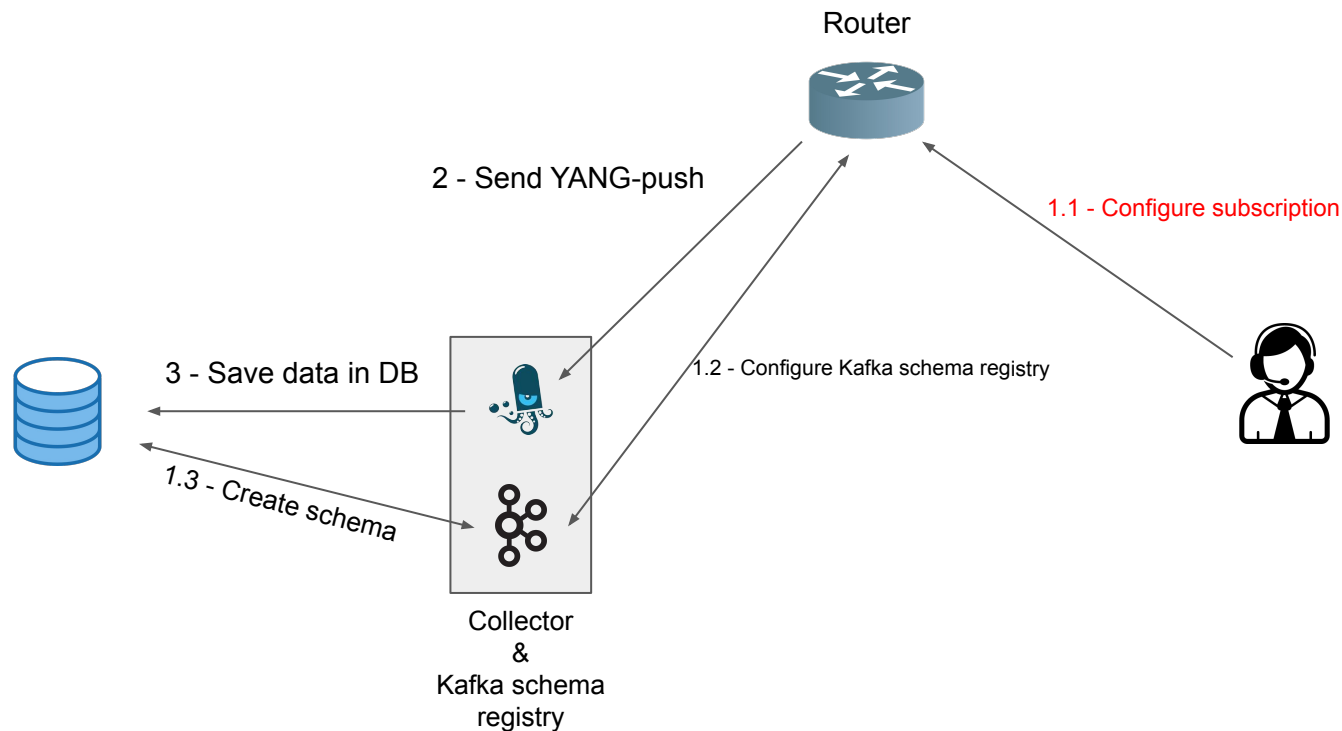 Router
2 - Send YANG-push
1.1 - Configure subscription
1.2 - Configure Kafka schema registry
3 - Save data in DB
1.3 - Create schema
Collector
&
Kafka schema
registry